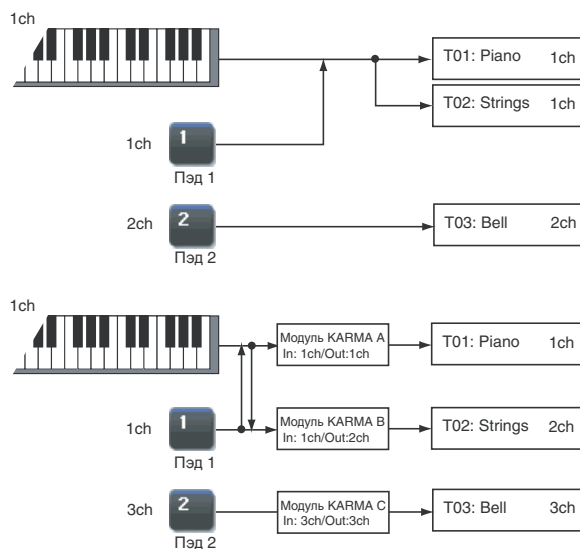 1ch
T01: Piano 1ch
T02: Strings 1ch
1ch 1
Пэд 1
2ch 2 T03: Bell 2ch
Пэд 2
1ch
Модуль KARMA A
In: 1ch/Out:1ch
T01: Piano 1ch
1ch 1
Пэд 1
Модуль KARMA B
In: 1ch/Out:2ch
T02: Strings 2ch
3ch 2
Пэд 2
Модуль KARMA C
In: 3ch/Out:3ch
T03: Bell 3ch